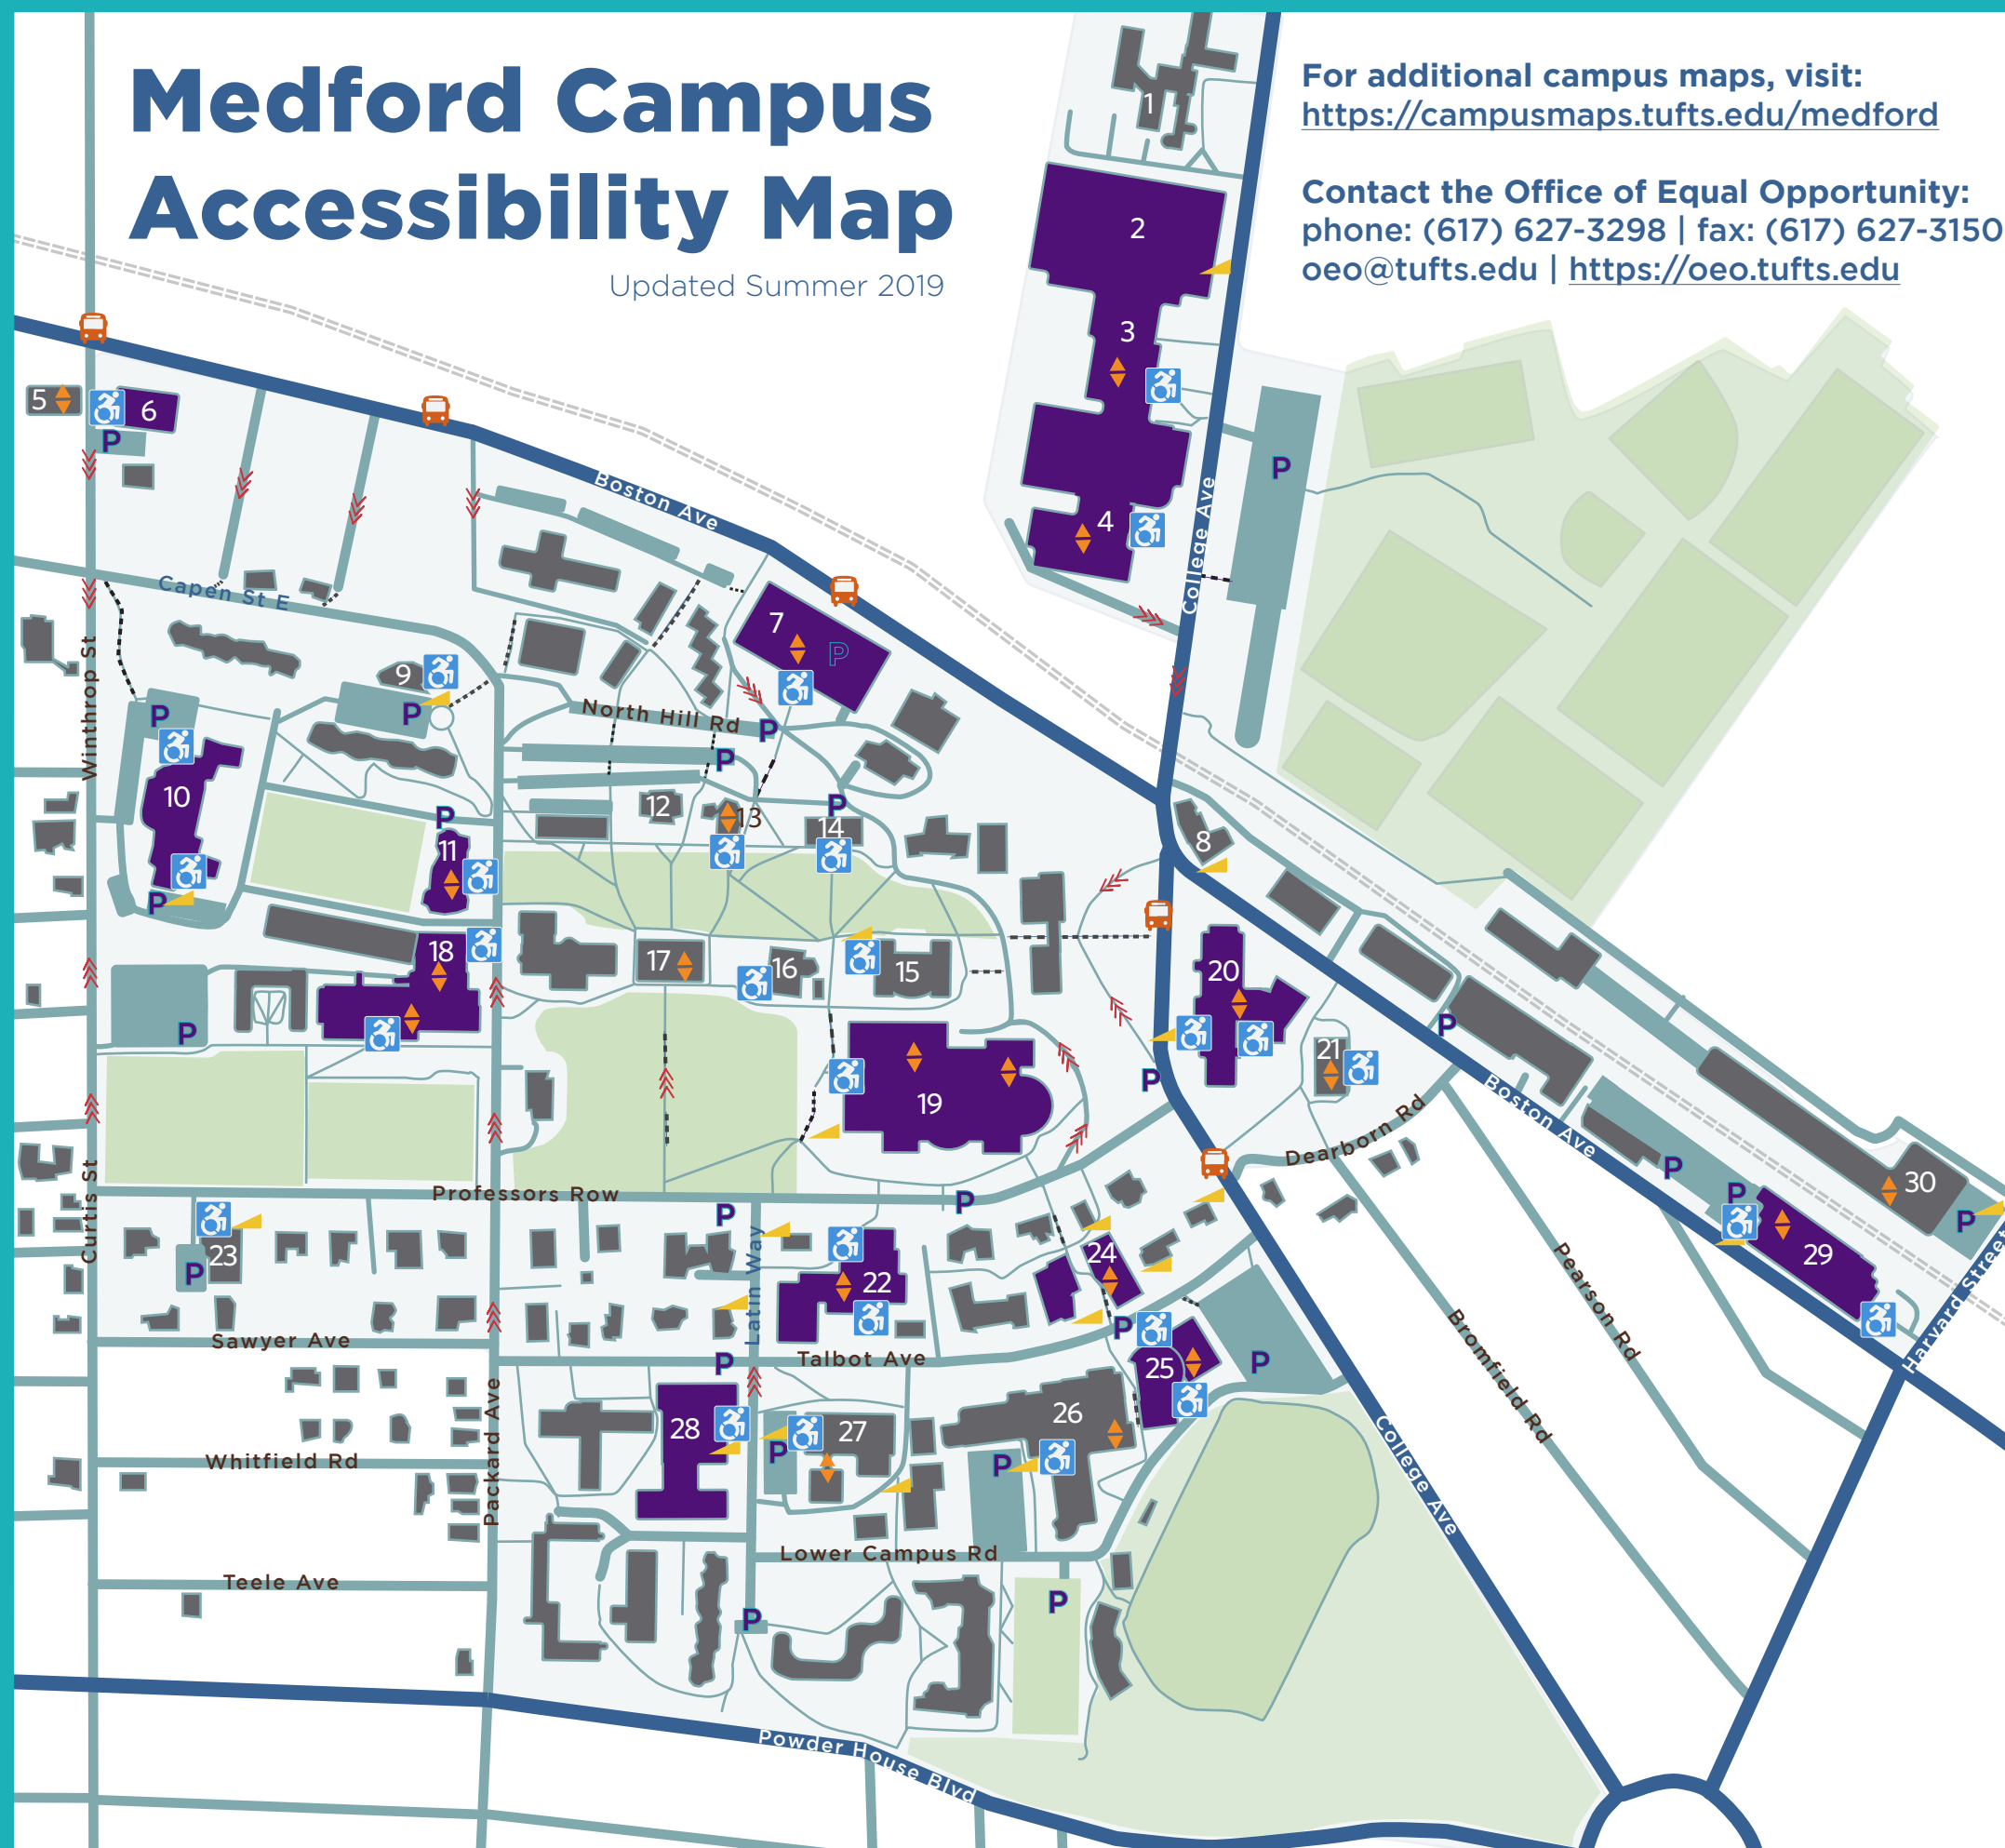 Medford Campus
Accessibility Map
Updated Summer 2019
For additional campus maps, visit:
https://campusmaps.tufts.edu/medford
Contact the Office of Equal Opportunity:
phone: (617) 627-3298 | fax: (617) 627-3150
oeo@tufts.edu | https://oeo.tufts.edu
1
2
3
4
5
6
P
P
Boston Ave
College Ave
Capen St E
7
P
Winthrop St
9
P
P
North Hill Rd
P
P
10
12
13
P
14
P
11
8
P
18
17
16
15
20
P
P
21
P
19
Boston Ave
Dearborn Rd
Curtis St
Professors Row
P
P
P
P
30
P
23
P
Latin Way
22
24
29
Harvard Street
Pearson Rd
Bromfield Rd
Sawyer Ave
Talbot Ave
P
P
25
P
Packard Ave
28
27
P
26
P
College Ave
Whitfield Rd
Lower Campus Rd
Teele Ave
P
P
Powder House Blvd